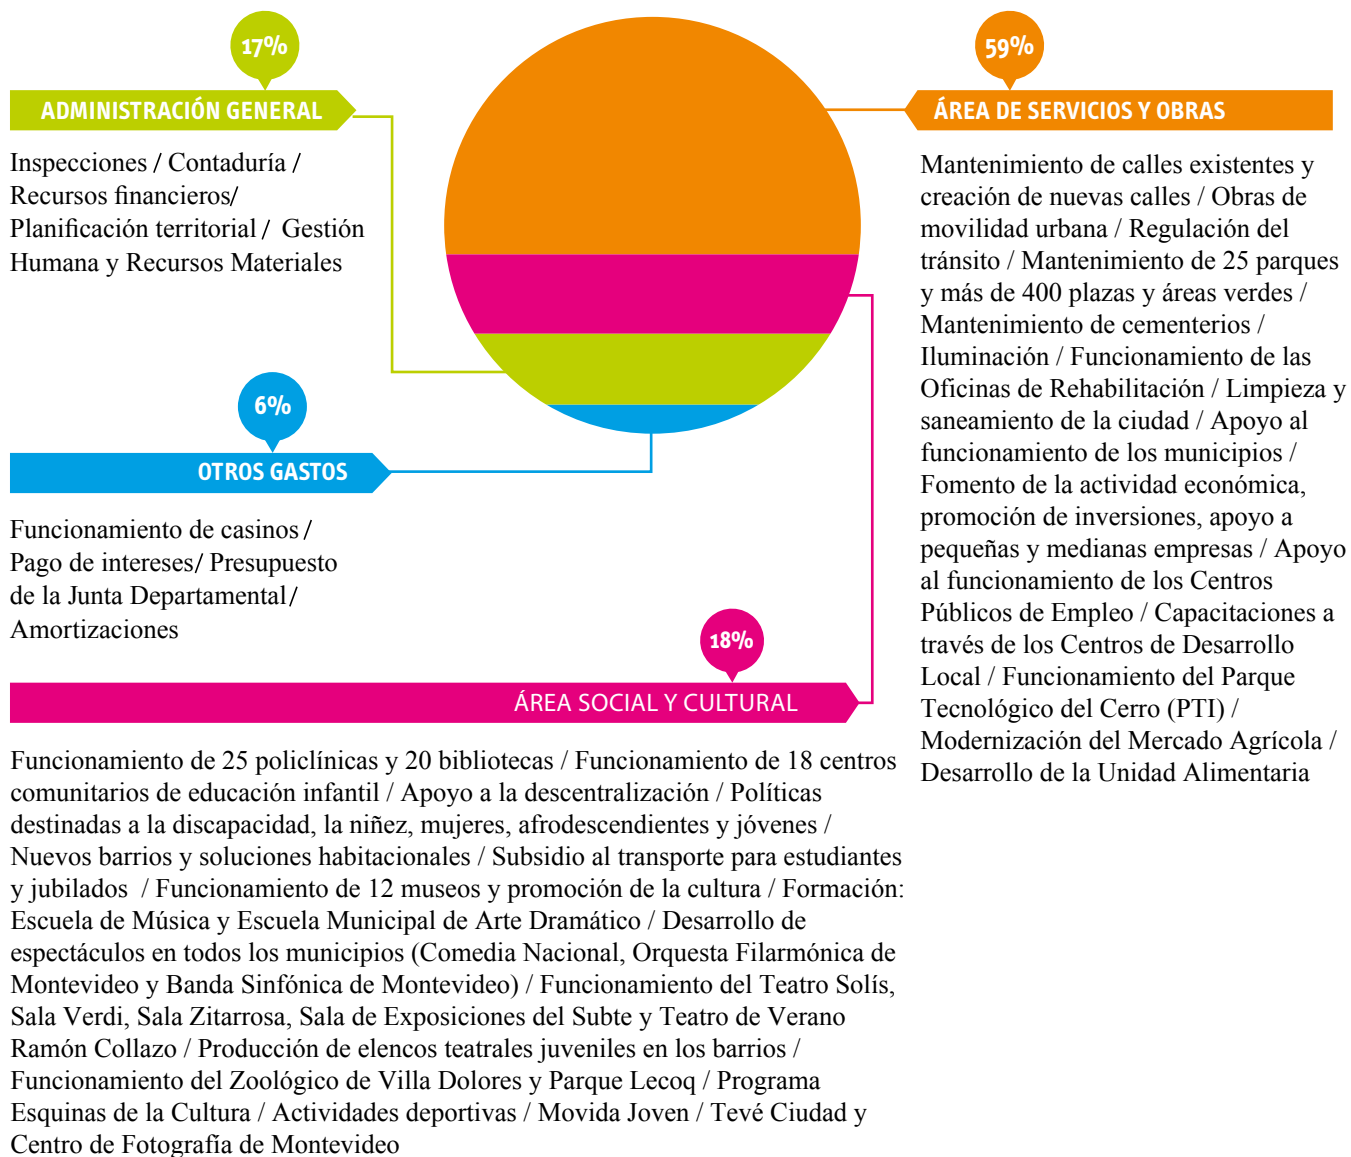 17%
ADMINISTRACIÓN GENERAL
Inspecciones / Contaduría /
Recursos financieros/
Planificación territorial / Gestión
Humana y Recursos Materiales
6%
OTROS GASTOS
Funcionamiento de casinos /
Pago de intereses/ Presupuesto
de la Junta Departamental/
Amortizaciones
59%
ÁREA DE SERVICIOS Y OBRAS
Mantenimiento de calles existentes y
creación de nuevas calles / Obras de
movilidad urbana / Regulación del
tránsito / Mantenimiento de 25 parques
y más de 400 plazas y áreas verdes /
Mantenimiento de cementerios /
Iluminación / Funcionamiento de las
Oficinas de Rehabilitación / Limpieza y
saneamiento de la ciudad / Apoyo al
funcionamiento de los municipios /
Fomento de la actividad económica,
promoción de inversiones, apoyo a
pequeñas y medianas empresas / Apoyo
al funcionamiento de los Centros
Públicos de Empleo / Capacitaciones a
través de los Centros de Desarrollo
Local / Funcionamiento del Parque
Tecnológico del Cerro (PTI) /
Modernización del Mercado Agrícola /
Desarrollo de la Unidad Alimentaria
18%
ÁREA SOCIAL Y CULTURAL
Funcionamiento de 25 policlínicas y 20 bibliotecas / Funcionamiento de 18 centros
comunitarios de educación infantil / Apoyo a la descentralización / Políticas
destinadas a la discapacidad, la niñez, mujeres, afrodescendientes y jóvenes /
Nuevos barrios y soluciones habitacionales / Subsidio al transporte para estudiantes
y jubilados / Funcionamiento de 12 museos y promoción de la cultura / Formación:
Escuela de Música y Escuela Municipal de Arte Dramático / Desarrollo de
espectáculos en todos los municipios (Comedia Nacional, Orquesta Filarmónica de
Montevideo y Banda Sinfónica de Montevideo) / Funcionamiento del Teatro Solís,
Sala Verdi, Sala Zitarrosa, Sala de Exposiciones del Subte y Teatro de Verano
Ramón Collazo / Producción de elencos teatrales juveniles en los barrios /
Funcionamiento del Zoológico de Villa Dolores y Parque Lecoq / Programa
Esquinas de la Cultura / Actividades deportivas / Movida Joven / Tevé Ciudad y
Centro de Fotografía de Montevideo